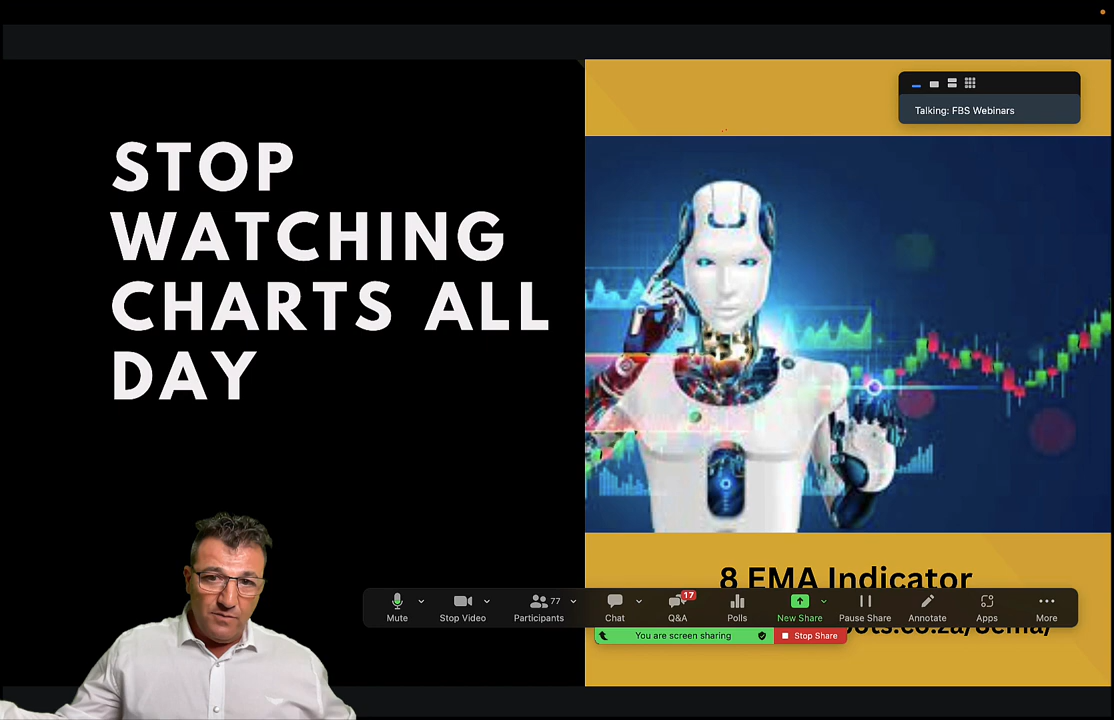 STOP
WATCHING
CHARTS ALL
DAY
Talking: FBS Webinars
8 EMA Indicator
Mute
Stop Video
77
Participants
Chat
17
Q&A
Polls
New Share
Pause Share
Annotate
Apps
More
You are screen sharing
Stop Share